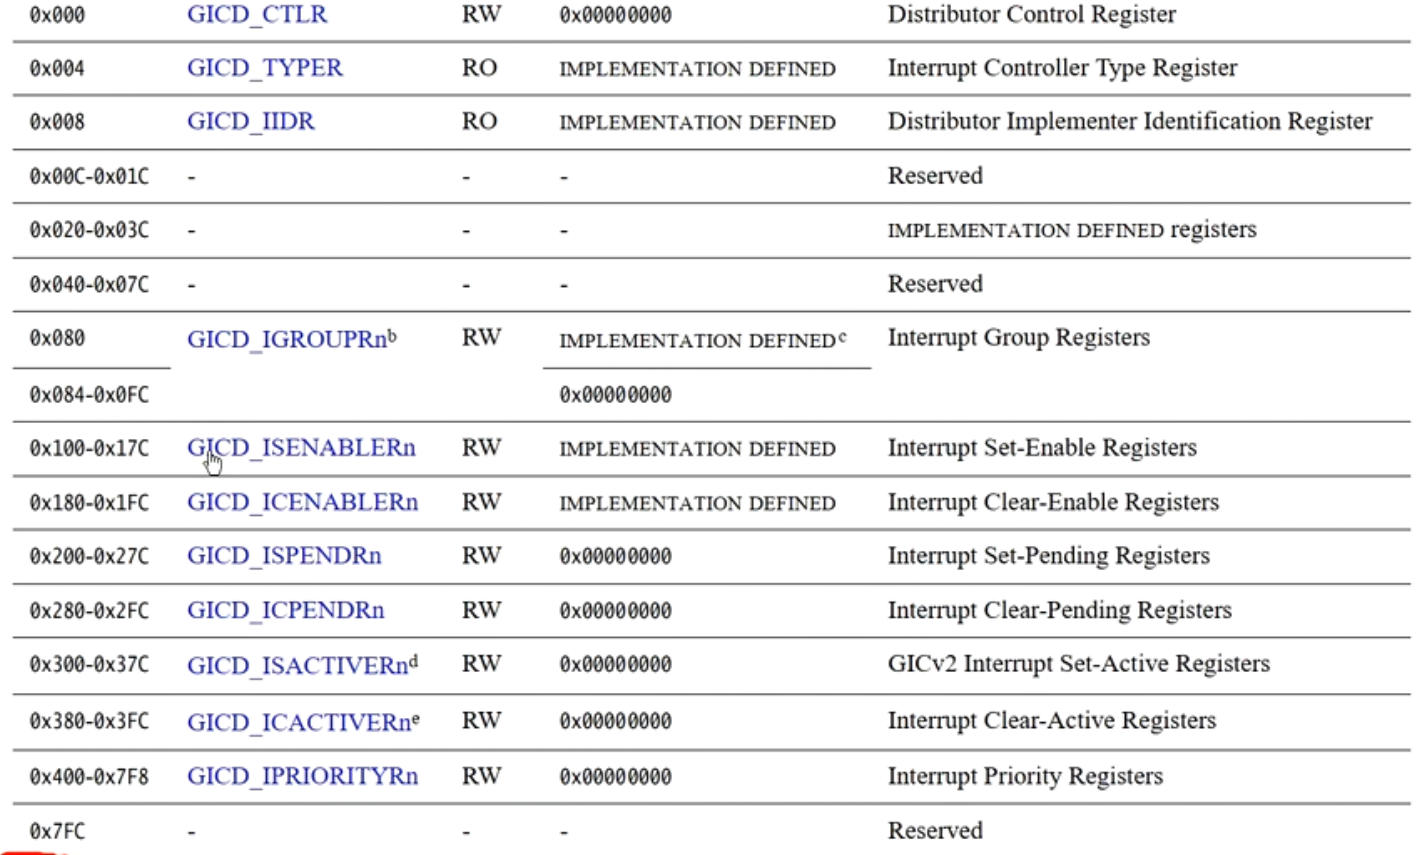 0x000 GICD_CTLR RW 0x00000000 Distributor Control Register
0x004 GICD_TYPER RO IMPLEMENTATION DEFINED Interrupt Controller Type Register
0x008 GICD_IIDR RO IMPLEMENTATION DEFINED Distributor Implementer Identification Register
0x00C-0x01C - - - Reserved
0x020-0x03C - - - IMPLEMENTATION DEFINED registers
0x040-0x07C - - - Reserved
0x080 GICD_IGROUPRnb RW IMPLEMENTATION DEFINEDc Interrupt Group Registers
0x084-0x0FC 0x00000000
0x100-0x17C GICD_ISENABLERn RW IMPLEMENTATION DEFINED Interrupt Set-Enable Registers
0x180-0x1FC GICD_ICENABLERn RW IMPLEMENTATION DEFINED Interrupt Clear-Enable Registers
0x200-0x27C GICD_ISPENDRn RW 0x00000000 Interrupt Set-Pending Registers
0x280-0x2FC GICD_ICPENDRn RW 0x00000000 Interrupt Clear-Pending Registers
0x300-0x37C GICD_ISACTIVERnd RW 0x00000000 GICv2 Interrupt Set-Active Registers
0x380-0x3FC GICD_ICACTIVERne RW 0x00000000 Interrupt Clear-Active Registers
0x400-0x7F8 GICD_IPRIORITYRn RW 0x00000000 Interrupt Priority Registers
0x7FC - - - Reserved